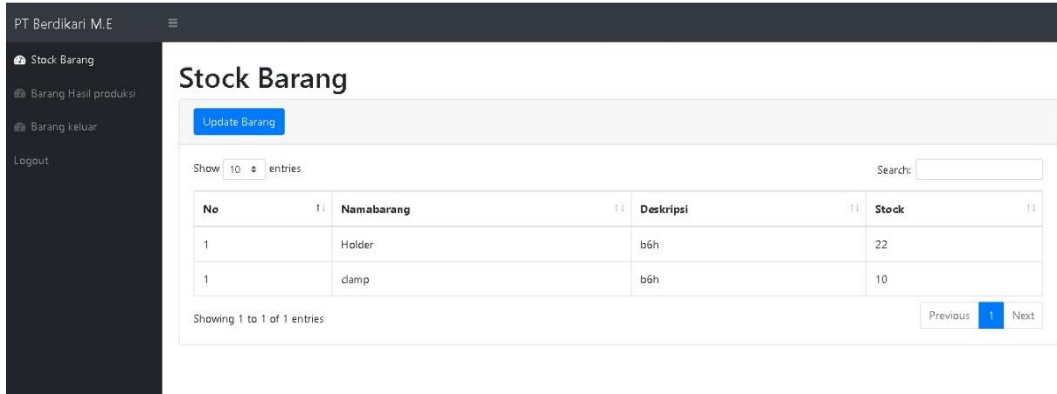 PT Berdikari M.E
Stock Barang
Barang Hasil produksi
Barang keluar
Logout
Stock Barang
Update Barang
Show 10 entries
Search:
No Namabarang Deskripsi Stock
1 Holder b6h 22
1 clamp b6h 10
Showing 1 to 1 of 1 entries
Previous 1 Next